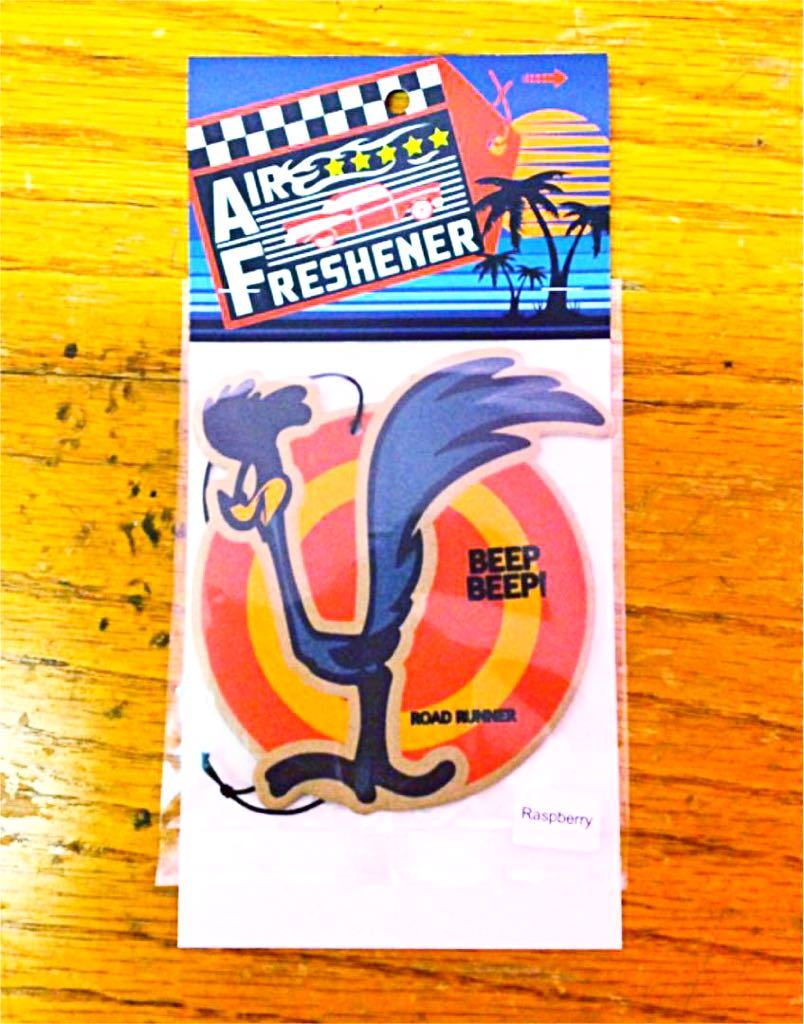 AIR
FRESHENER
BEEP
BEEP!
ROAD RUNNER
Raspberry